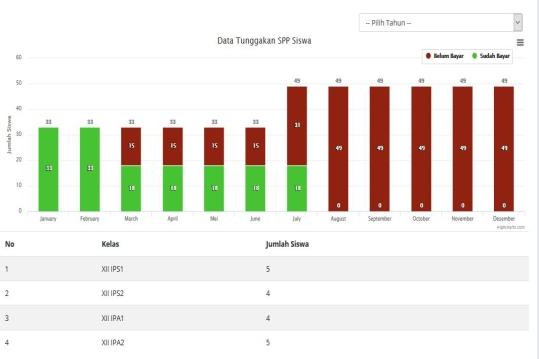 -- Pilih Tahun --
Data Tunggakan SPP Siswa
Belum Bayar Sudah Bayar
Jumlah Siswa
60
50
40
30
20
10
0
33 33 33 33 33 33 49 49 49 49 49 49
15 15 15 15 31
33 33 18 18 18 18 18 49 49 49 49 49
0 0 0 0 0
January February March April Mei June July August September October November Desember
Highcharts.com
No Kelas Jumlah Siswa
1 XII IPS1 5
2 XII IPS2 4
3 XII IPA1 4
4 XII IPA2 5